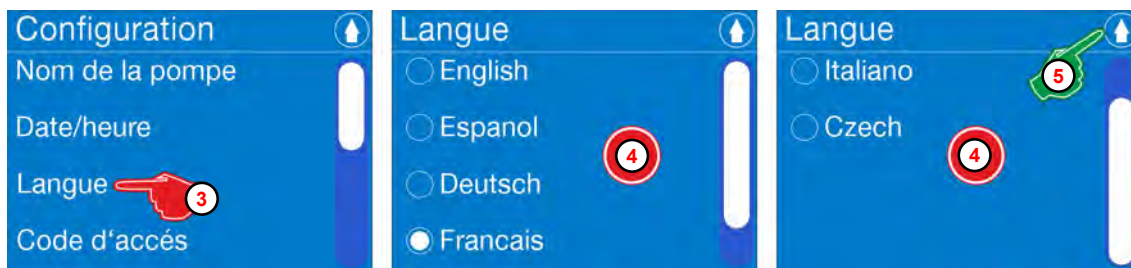 Configuration
Nom de la pompe
Date/heure
Langue
3
Code d'accés
Langue
English
Espanol
4
Deutsch
Francais
Langue
Italiano
5
Czech
4